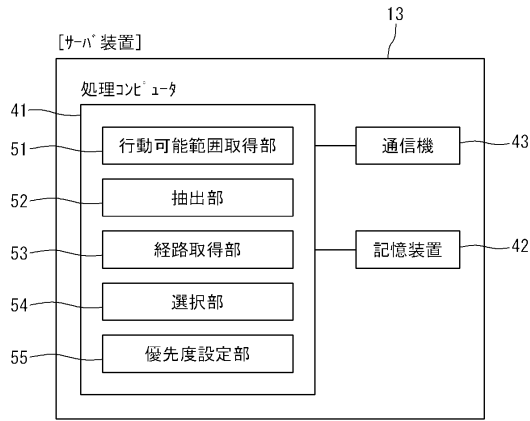 13
[ｻｰﾊﾞ装置]
処理ｺﾝﾋﾟｭｰﾀ
41
51
行動可能範囲取得部
通信機
43
52
抽出部
53
経路取得部
記憶装置
42
54
選択部
55
優先度設定部